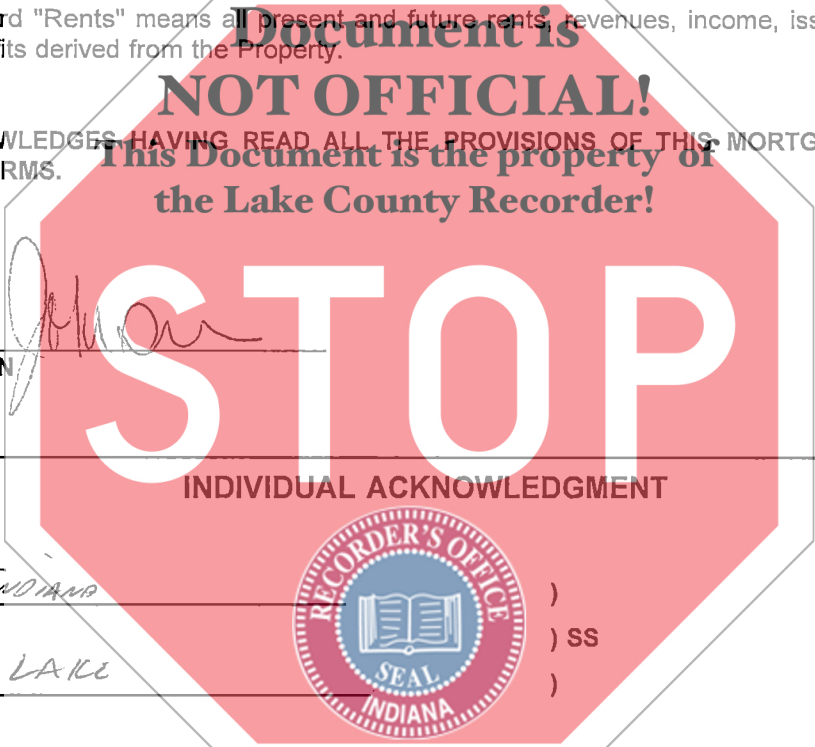 rd "Rents" means all present and future rents, revenues, income, iss
Document is
its derived from the Property.
NOT OFFICIAL!
WLEDGES HAVING READ ALL THE PROVISIONS OF THIS MORTG
This Document is the property of
RMS.
the Lake County Recorder!
STOP
N
INDIVIDUAL ACKNOWLEDGMENT
RECORDER'S OFFICE
NDIANA )
) SS
SEAL
LAKE )
INDIANA